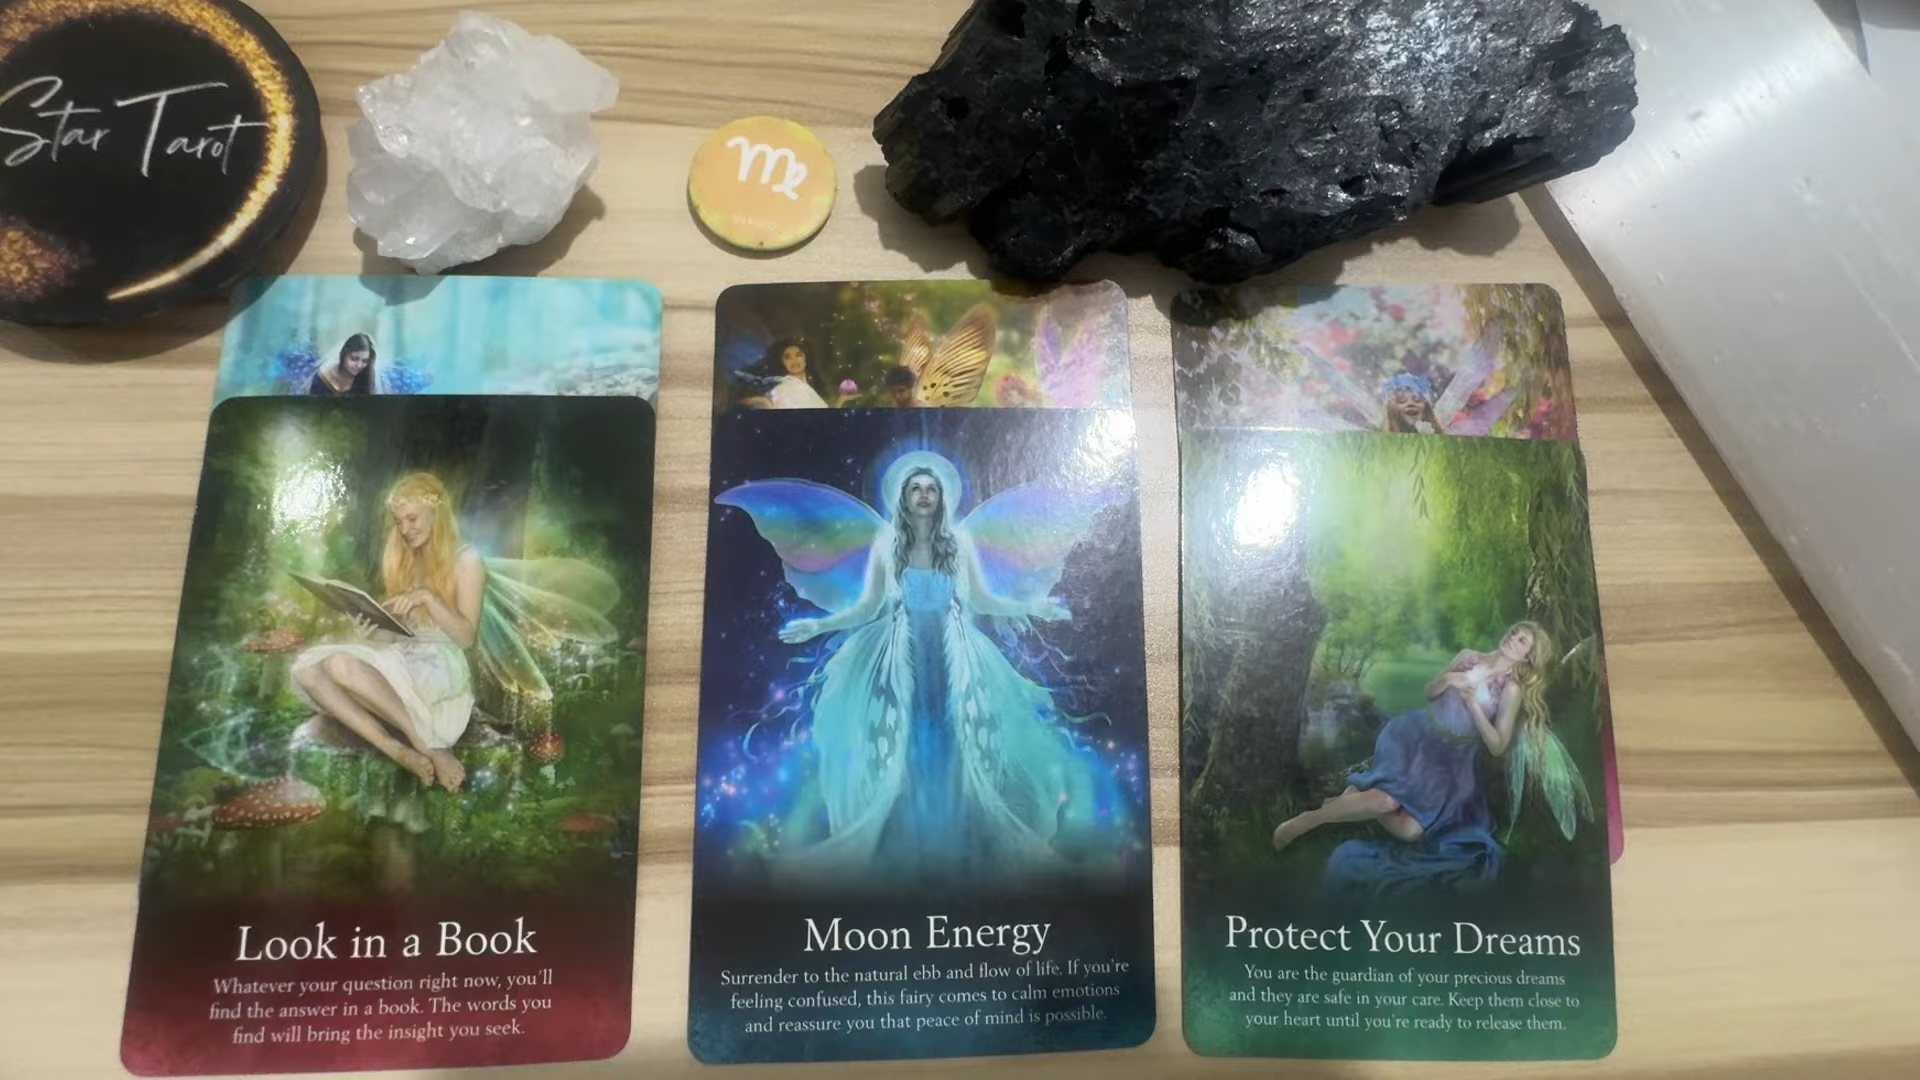 Star Tarot
Look in a Book
Whatever your question right now, you'll
find the answer in a book. The words you
find will bring the insight you seek.
Moon Energy
Surrender to the natural ebb and flow of life. If you're
feeling confused, this fairy comes to calm emotions
and reassure you that peace of mind is possible.
Protect Your Dreams
You are the guardian of your precious dreams
and they are safe in your care. Keep them close to
your heart until you're ready to release them.